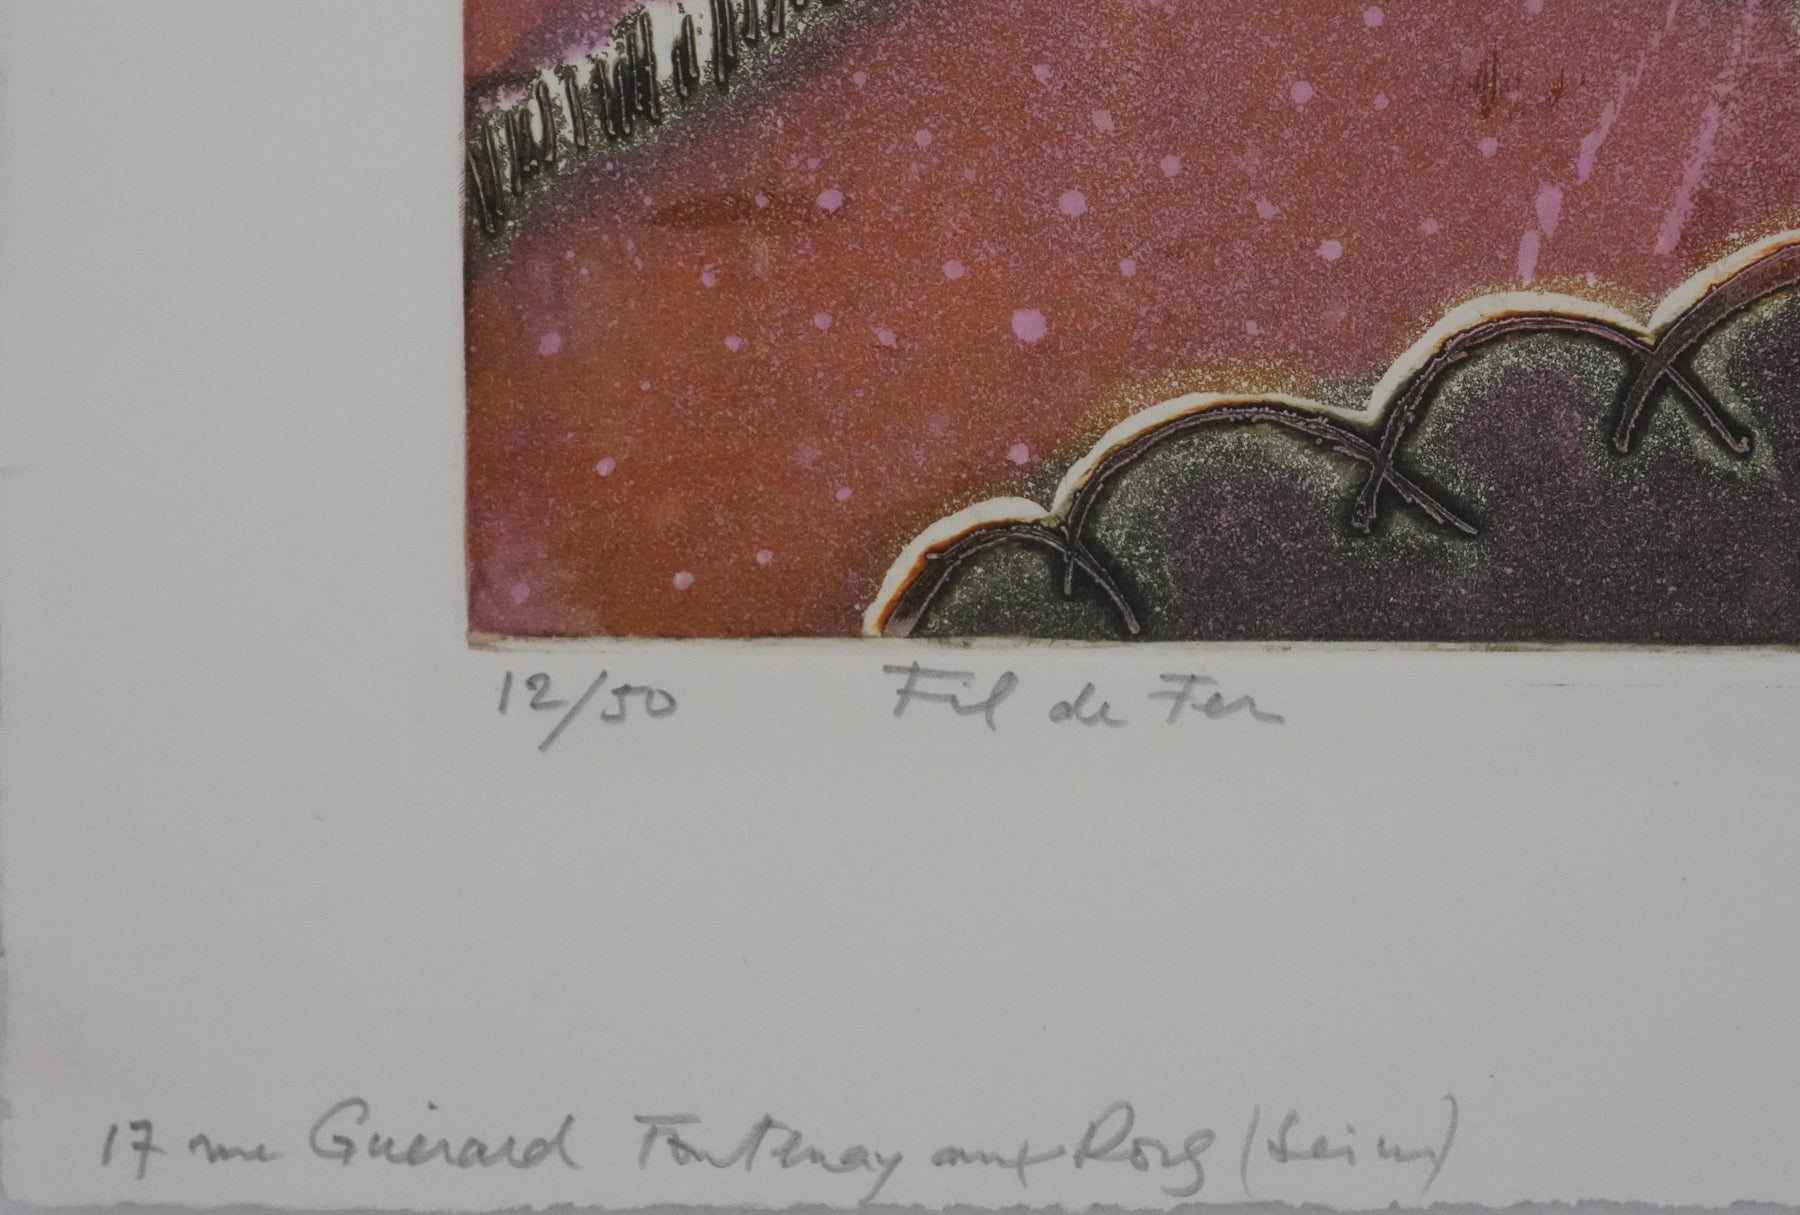 12/50 Fil de Fer
17 rue Guérard Fontenay aux Roses (Seine)